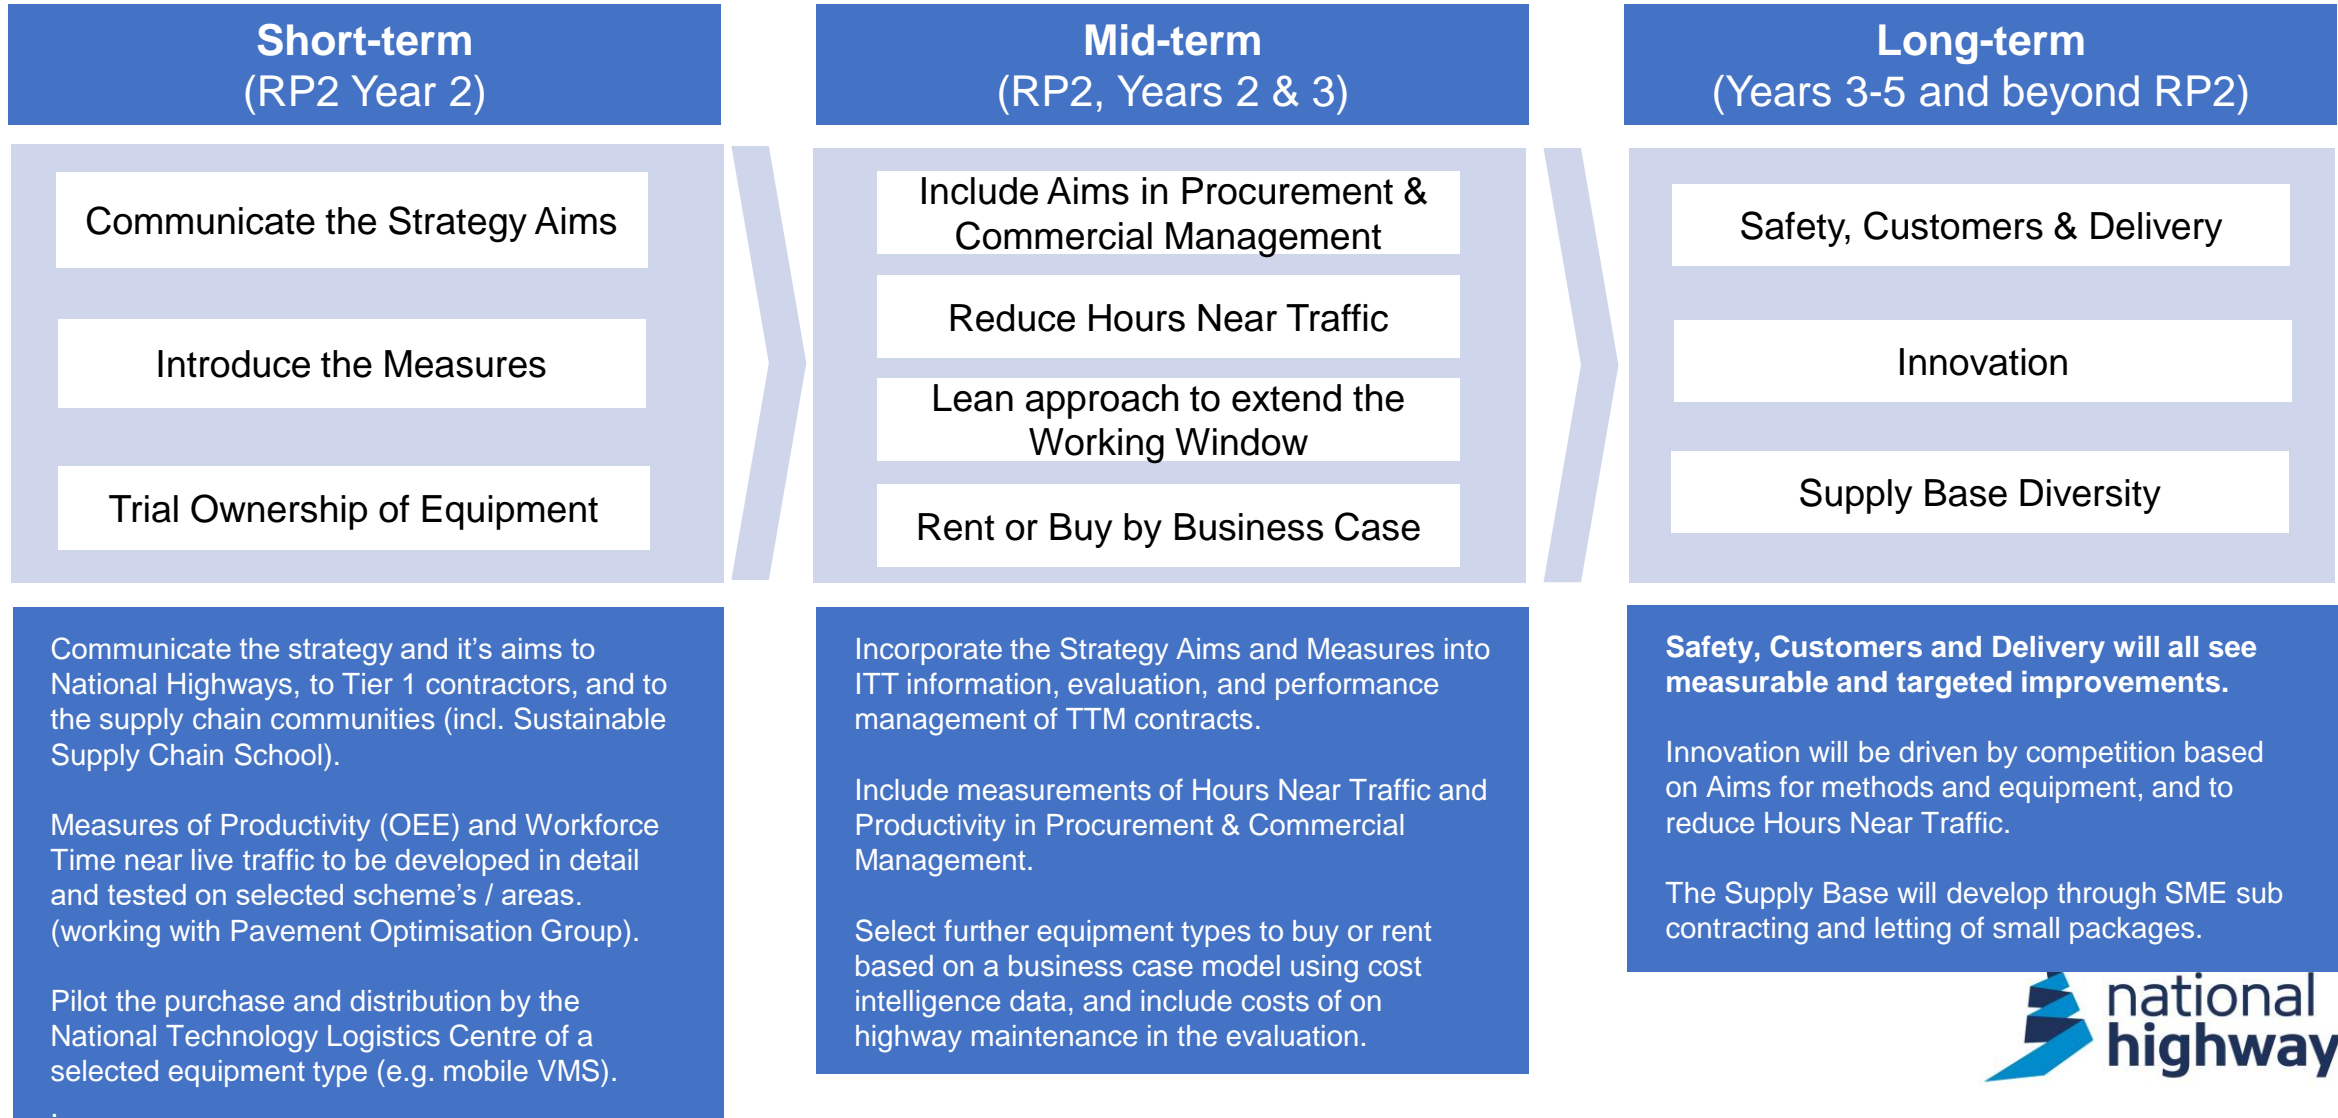 Short-term
(RP2 Year 2)
Communicate the Strategy Aims
Introduce the Measures
Trial Ownership of Equipment
Communicate the strategy and it's aims to
National Highways, to Tier 1 contractors, and to
the supply chain communities (incl. Sustainable
Supply Chain School).
Measures of Productivity (OEE) and Workforce
Time near live traffic to be developed in detail
and tested on selected scheme's / areas.
(working with Pavement Optimisation Group).
Pilot the purchase and distribution by the
National Technology Logistics Centre of a
selected equipment type (e.g. mobile VMS).
.
Mid-term
(RP2, Years 2 & 3)
Include Aims in Procurement &
Commercial Management
Reduce Hours Near Traffic
Lean approach to extend the
Working Window
Rent or Buy by Business Case
Incorporate the Strategy Aims and Measures into
ITT information, evaluation, and performance
management of TTM contracts.
Include measurements of Hours Near Traffic and
Productivity in Procurement & Commercial
Management.
Select further equipment types to buy or rent
based on a business case model using cost
intelligence data, and include costs of on
highway maintenance in the evaluation.
Long-term
(Years 3-5 and beyond RP2)
Safety, Customers & Delivery
Innovation
Supply Base Diversity
Safety, Customers and Delivery will all see
measurable and targeted improvements.
Innovation will be driven by competition based
on Aims for methods and equipment, and to
reduce Hours Near Traffic.
The Supply Base will develop through SME sub
contracting and letting of small packages.
national
highway